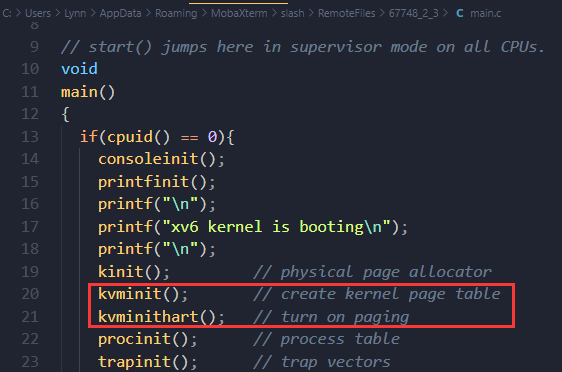 C: > Users > Lynn > AppData > Roaming > MobaXterm > slash > RemoteFiles > 67748_2_3 > C main.c
8
9 // start() jumps here in supervisor mode on all CPUs.
10 void
11 main()
12 {
13 if(cpuid() == 0){
14 consoleinit();
15 printfinit();
16 printf("\n");
17 printf("xv6 kernel is booting\n");
18 printf("\n");
19 kinit(); // physical page allocator
20 kvminit(); // create kernel page table
21 kvminithart(); // turn on paging
22 procinit(); // process table
23 trapinit(); // trap vectors